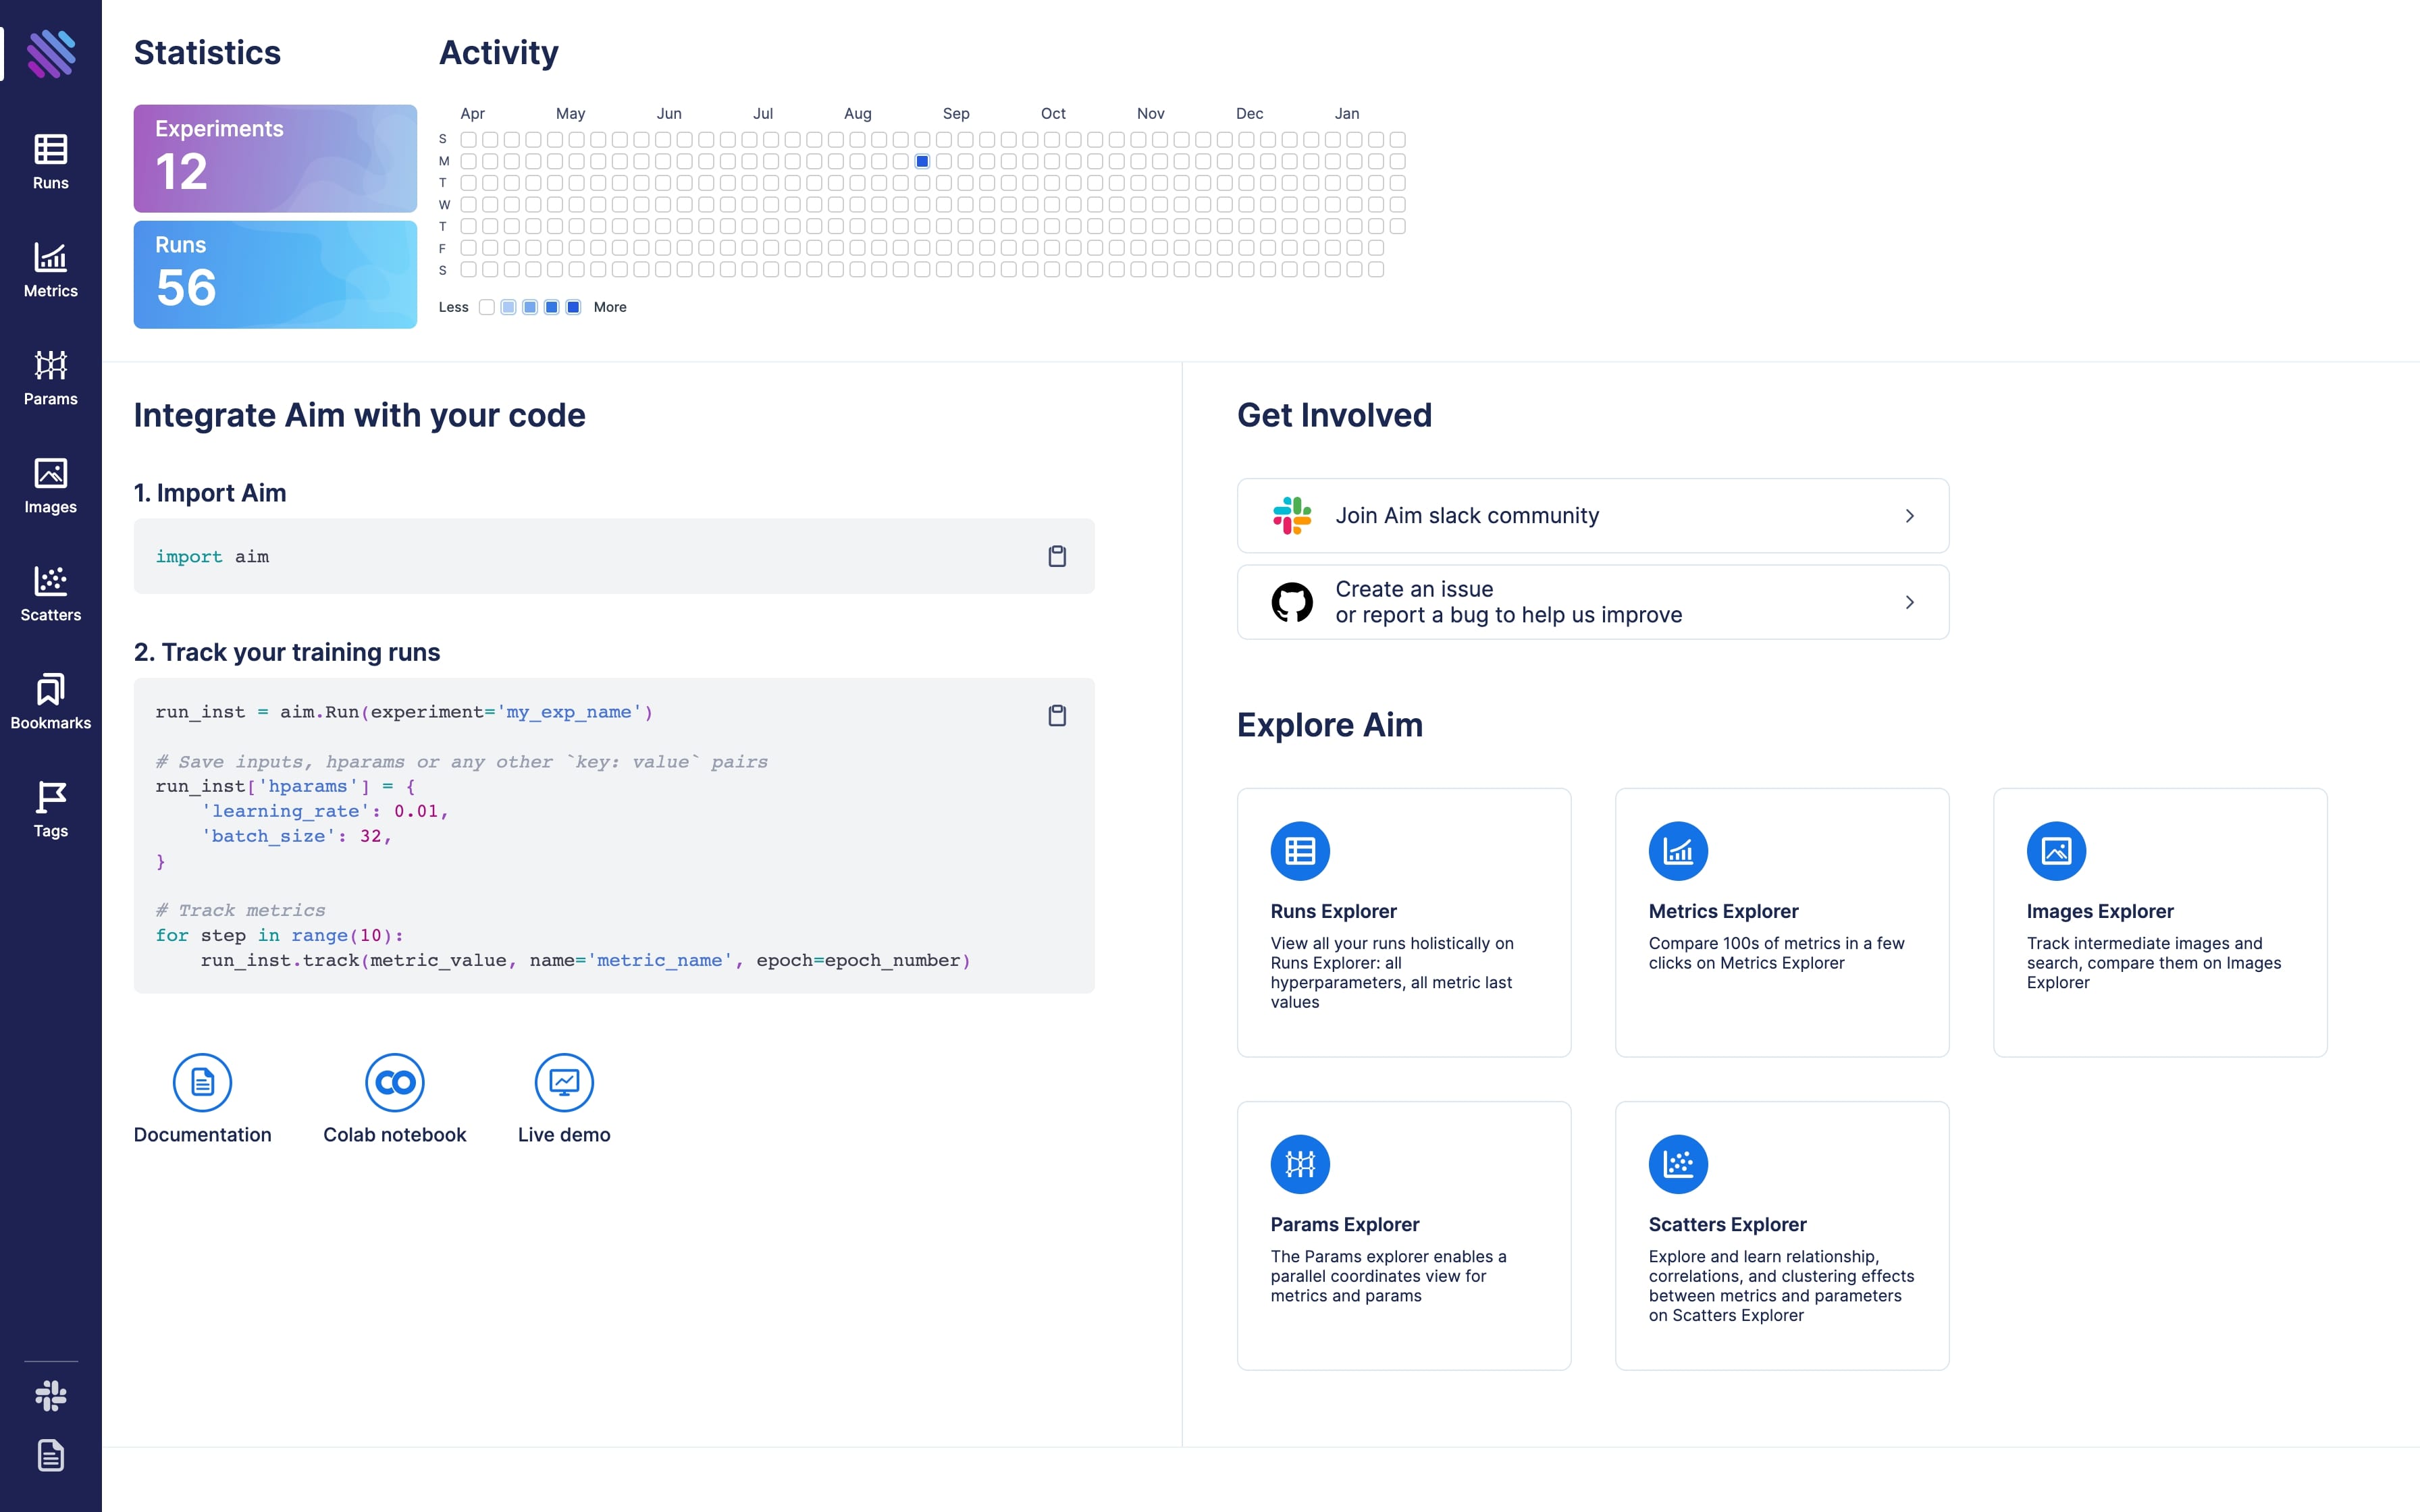 Runs
Metrics
Params
Images
Scatters
Bookmarks
Tags
Statistics
Experiments
12
Runs
56
Activity
Apr May Jun Jul Aug Sep Oct Nov Dec Jan
S
M
T
W
T
F
S
Less More
Integrate Aim with your code
1. Import Aim
import aim
2. Track your training runs
run_inst = aim.Run(experiment='my_exp_name')
# Save inputs, hparams or any other `key: value` pairs
run_inst['hparams'] = {
    'learning_rate': 0.01,
    'batch_size': 32,
}
# Track metrics
for step in range(10):
    run_inst.track(metric_value, name='metric_name', epoch=epoch_number)
Documentation
Colab notebook
Live demo
Get Involved
Join Aim slack community
Create an issue
or report a bug to help us improve
Explore Aim
Runs Explorer
View all your runs holistically on
Runs Explorer: all
hyperparameters, all metric last
values
Metrics Explorer
Compare 100s of metrics in a few
clicks on Metrics Explorer
Images Explorer
Track intermediate images and
search, compare them on Images
Explorer
Params Explorer
The Params explorer enables a
parallel coordinates view for
metrics and params
Scatters Explorer
Explore and learn relationship,
correlations, and clustering effects
between metrics and parameters
on Scatters Explorer